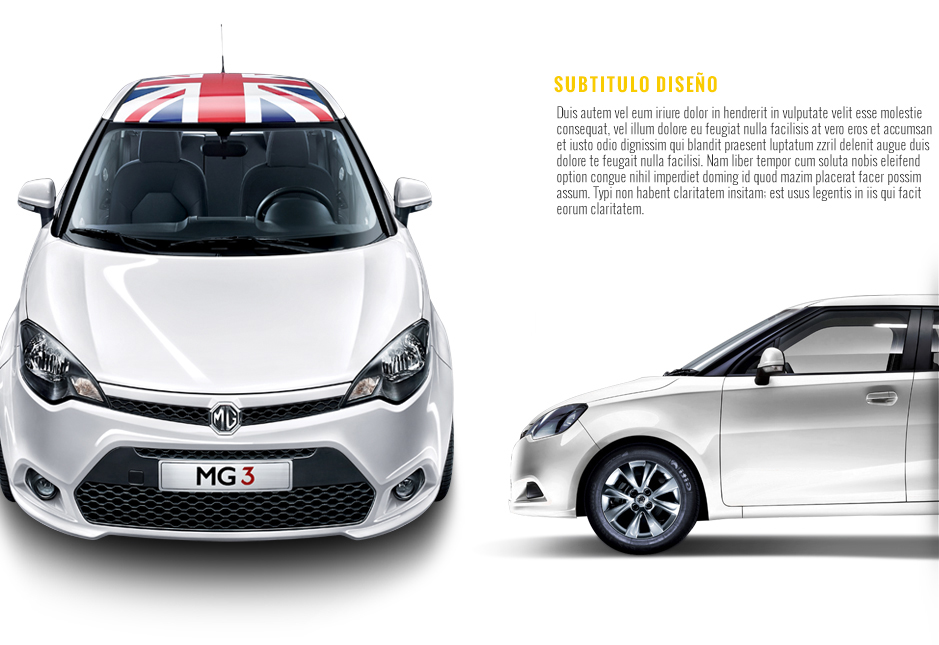 SUBTITULO DISEÑO
Duis autem vel eum iriure dolor in hendrerit in vulputate velit esse molestie
consequat, vel illum dolore eu feugiat nulla facilisis at vero eros et accumsan
et iusto odio dignissim qui blandit praesent luptatum zzril delenit augue duis
dolore te feugait nulla facilisi. Nam liber tempor cum soluta nobis eleifend
option congue nihil imperdiet doming id quod mazim placerat facer possim
assum. Typi non habent claritatem insitam; est usus legentis in iis qui facit
eorum claritatem.
MG
MG 3